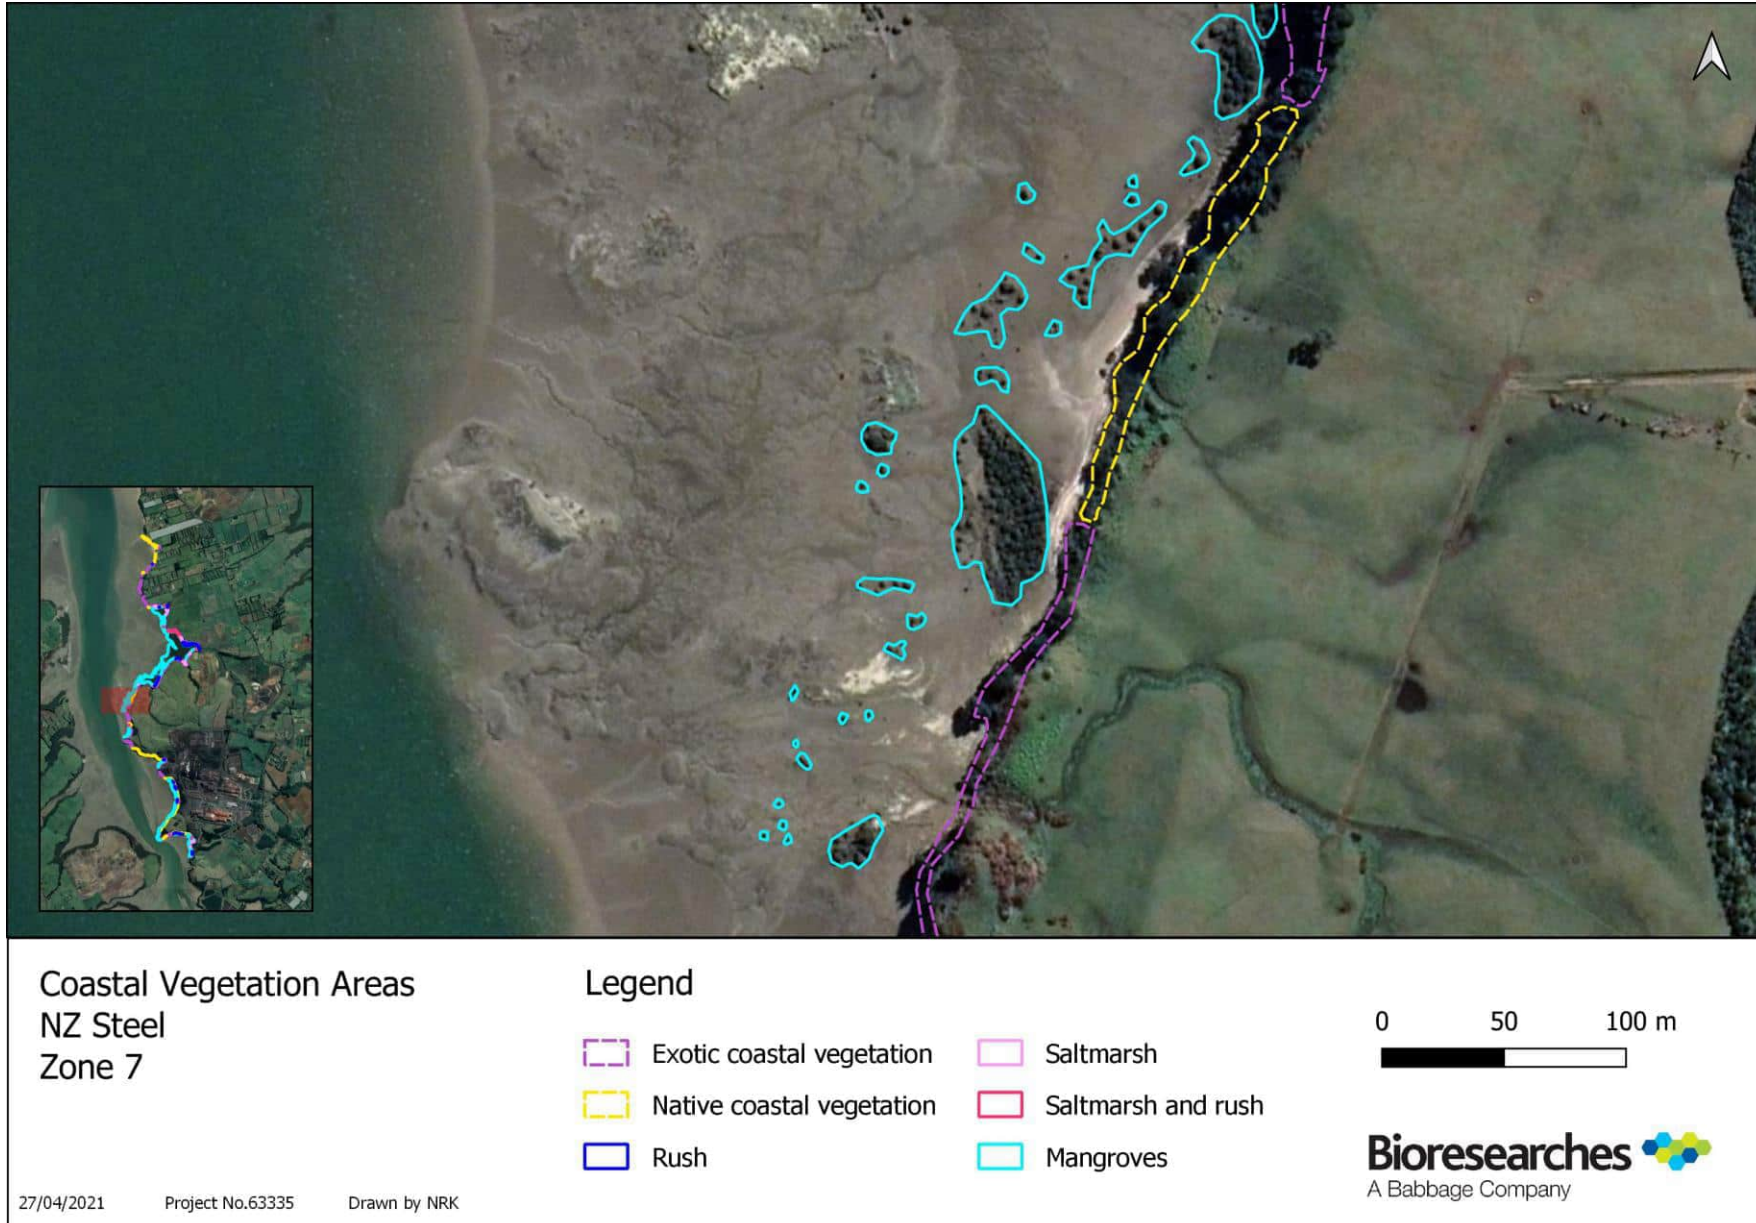 Coastal Vegetation Areas
NZ Steel
Zone 7
27/04/2021 Project No.63335 Drawn by NRK
Legend
Exotic coastal vegetation
Native coastal vegetation
Rush
Saltmarsh
Saltmarsh and rush
Mangroves
0 50 100 m
Bioresearches
A Babbage Company